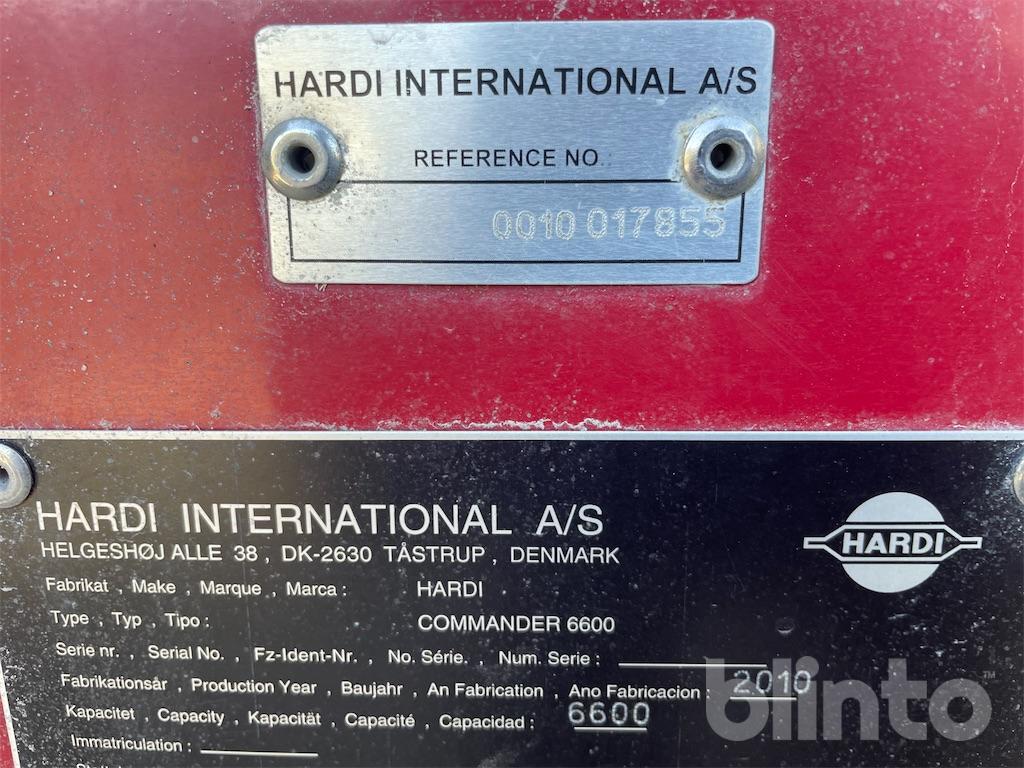 HARDI INTERNATIONAL A/S
REFERENCE NO.:
0010 017855
HARDI INTERNATIONAL A/S
HELGESHØJ ALLE 38 , DK-2630 TÅSTRUP , DENMARK
HARDI
Fabrikat , Make , Marque , Marca : HARDI
Type , Typ , Tipo : COMMANDER 6600
Serie nr. , Serial No. , Fz-Ident-Nr. , No. Série. , Num. Serie :
Fabrikationsår , Production Year , Baujahr , An Fabrication , Ano Fabricacion : 2010
Kapacitet , Capacity , Kapazität , Capacité , Capacidad : 6600
Immatriculation :
blinto™